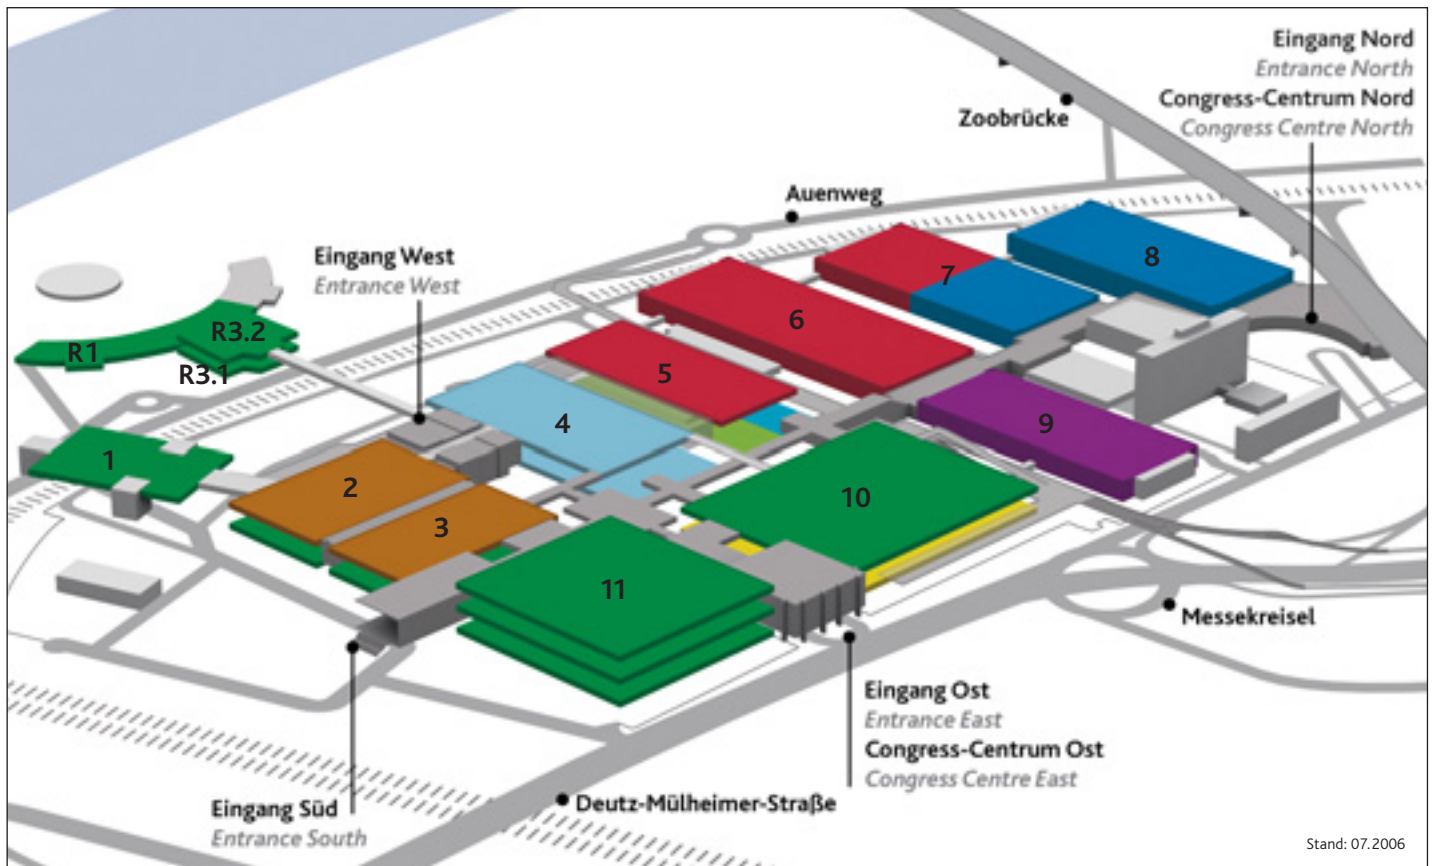 Eingang Nord
Entrance North
Congress-Centrum Nord
Congress Centre North
Zoobrücke
Auenweg
Eingang West
Entrance West
8
7
6
R3.2
R1
R3.1
5
4
9
1
2
10
3
11
Messekreisel
Eingang Ost
Entrance East
Congress-Centrum Ost
Congress Centre East
Eingang Süd
Entrance South
Deutz-Mülheimer-Straße
Stand: 07.2006